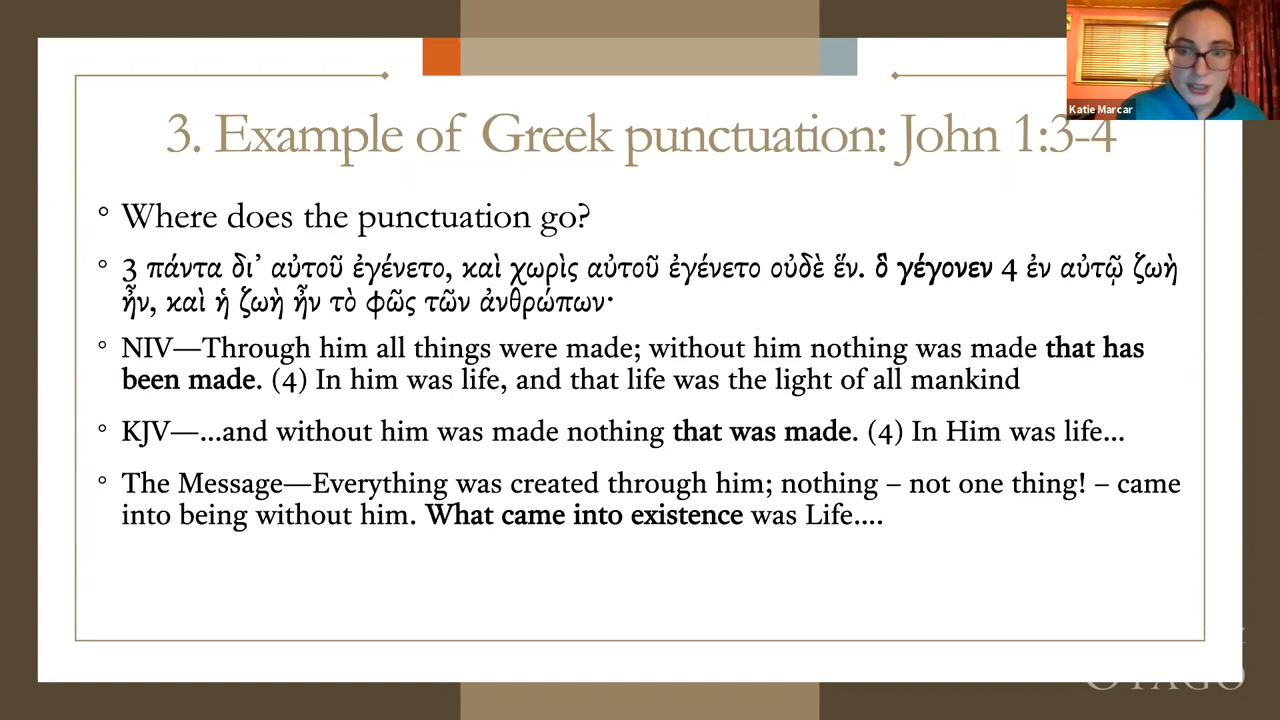 Katie Marcar
3. Example of Greek punctuation: John 1:3-4
° Where does the punctuation go?
° 3 πάντα δι᾽ αὐτοῦ ἐγένετο, καὶ χωρὶς αὐτοῦ ἐγένετο οὐδὲ ἕν. ὃ γέγονεν 4 ἐν αὐτῷ ζωὴ
ἦν, καὶ ἡ ζωὴ ἦν τὸ φῶς τῶν ἀνθρώπων·
° NIV—Through him all things were made; without him nothing was made that has
been made. (4) In him was life, and that life was the light of all mankind
° KJV—...and without him was made nothing that was made. (4) In Him was life...
° The Message—Everything was created through him; nothing – not one thing! – came
into being without him. What came into existence was Life....